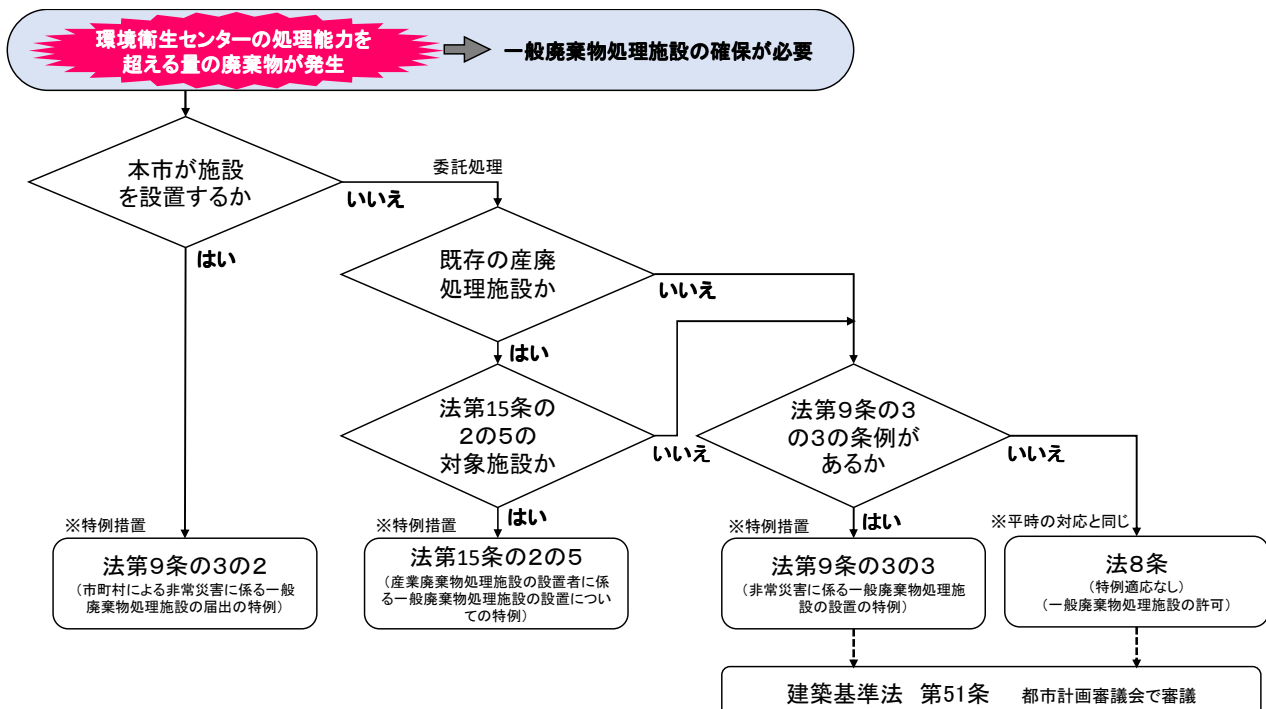 環境衛生センターの処理能力を
超える量の廃棄物が発生
一般廃棄物処理施設の確保が必要
本市が施設
を設置するか
委託処理
いいえ
はい
既存の産廃
処理施設か
いいえ
はい
法第15条の
2の5の
対象施設か
いいえ
はい
法第9条の3
の3の条例が
あるか
いいえ
はい
※特例措置
法第9条の3の2
（市町村による非常災害に係る一般
廃棄物処理施設の届出の特例）
※特例措置
法第15条の2の5
（産業廃棄物処理施設の設置者に係
る一般廃棄物処理施設の設置につい
ての特例）
※特例措置
法第9条の3の3
（非常災害に係る一般廃棄物処理施
設の設置の特例）
※平時の対応と同じ
法8条
（特例適応なし）
（一般廃棄物処理施設の許可）
建築基準法　第51条　都市計画審議会で審議